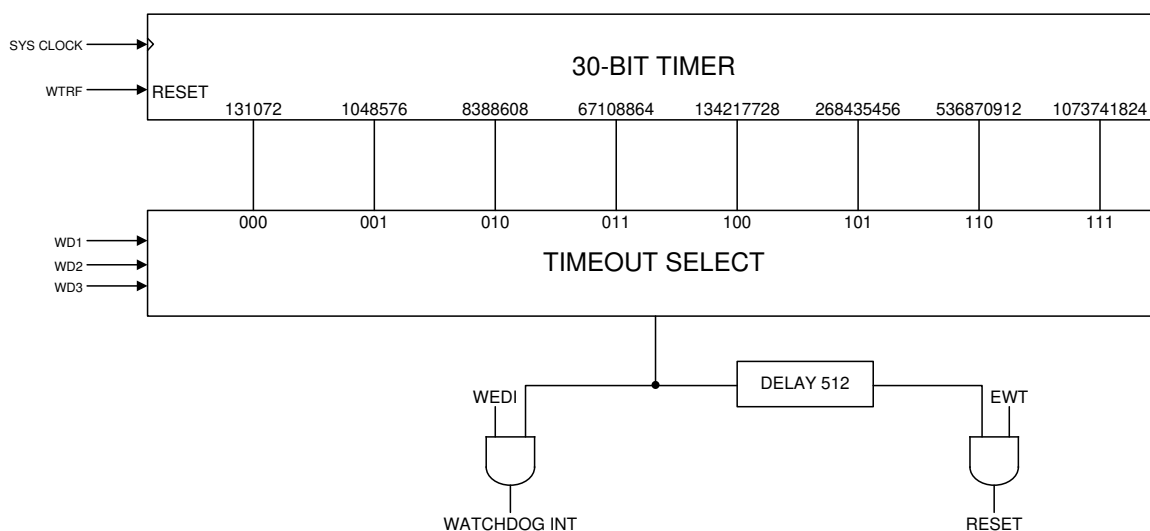 SYS CLOCK
30-BIT TIMER
WTRF
RESET
131072 1048576 8388608 67108864 134217728 268435456 536870912 1073741824
000 001 010 011 100 101 110 111
WD1
TIMEOUT SELECT
WD2
WD3
DELAY 512
WEDI
EWT
WATCHDOG INT
RESET